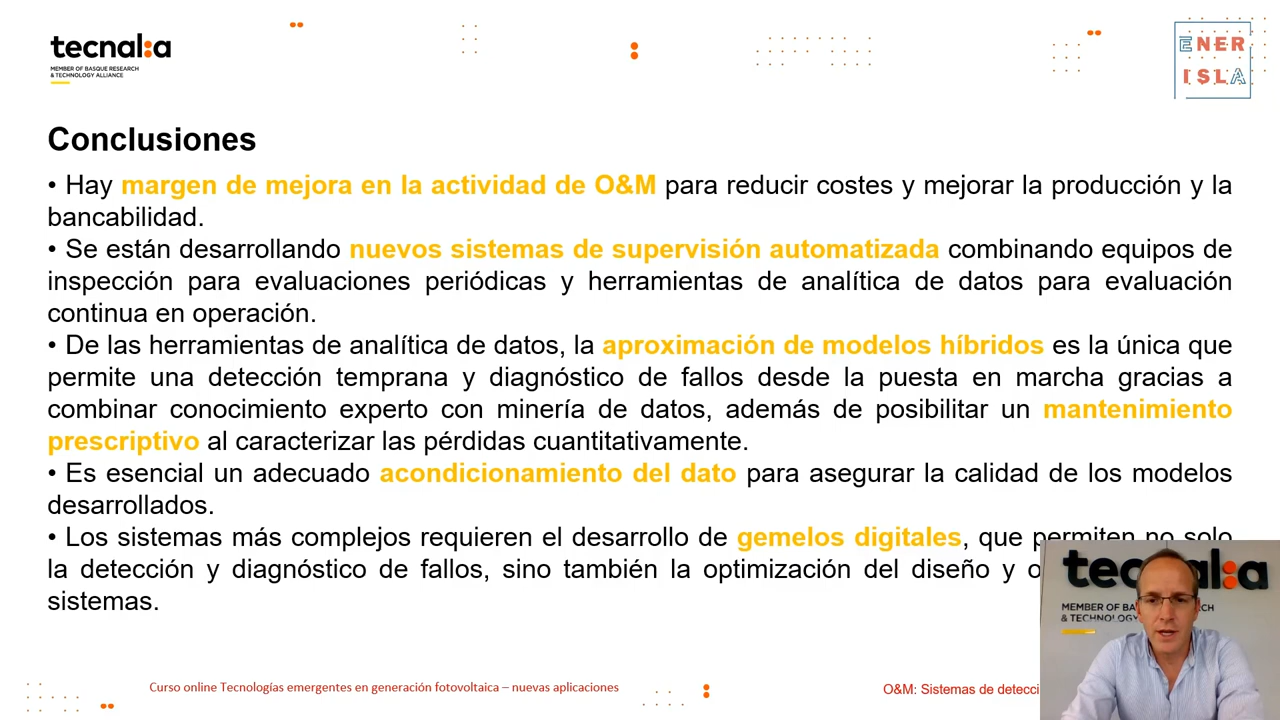 tecnal:a
MEMBER OF BASQUE RESEARCH
& TECHNOLOGY ALLIANCE
ENER
ISLA
Conclusiones
• Hay margen de mejora en la actividad de O&M para reducir costes y mejorar la producción y la
bancabilidad.
• Se están desarrollando nuevos sistemas de supervisión automatizada combinando equipos de
inspección para evaluaciones periódicas y herramientas de analítica de datos para evaluación
continua en operación.
• De las herramientas de analítica de datos, la aproximación de modelos híbridos es la única que
permite una detección temprana y diagnóstico de fallos desde la puesta en marcha gracias a
combinar conocimiento experto con minería de datos, además de posibilitar un mantenimiento
prescriptivo al caracterizar las pérdidas cuantitativamente.
• Es esencial un adecuado acondicionamiento del dato para asegurar la calidad de los modelos
desarrollados.
• Los sistemas más complejos requieren el desarrollo de gemelos digitales, que permiten no solo
la detección y diagnóstico de fallos, sino también la optimización del diseño y
sistemas.
tecnal:a
MEMBER OF
& TECHNOLOGY
Curso online Tecnologías emergentes en generación fotovoltaica – nuevas aplicaciones
O&M: Sistemas de detecci